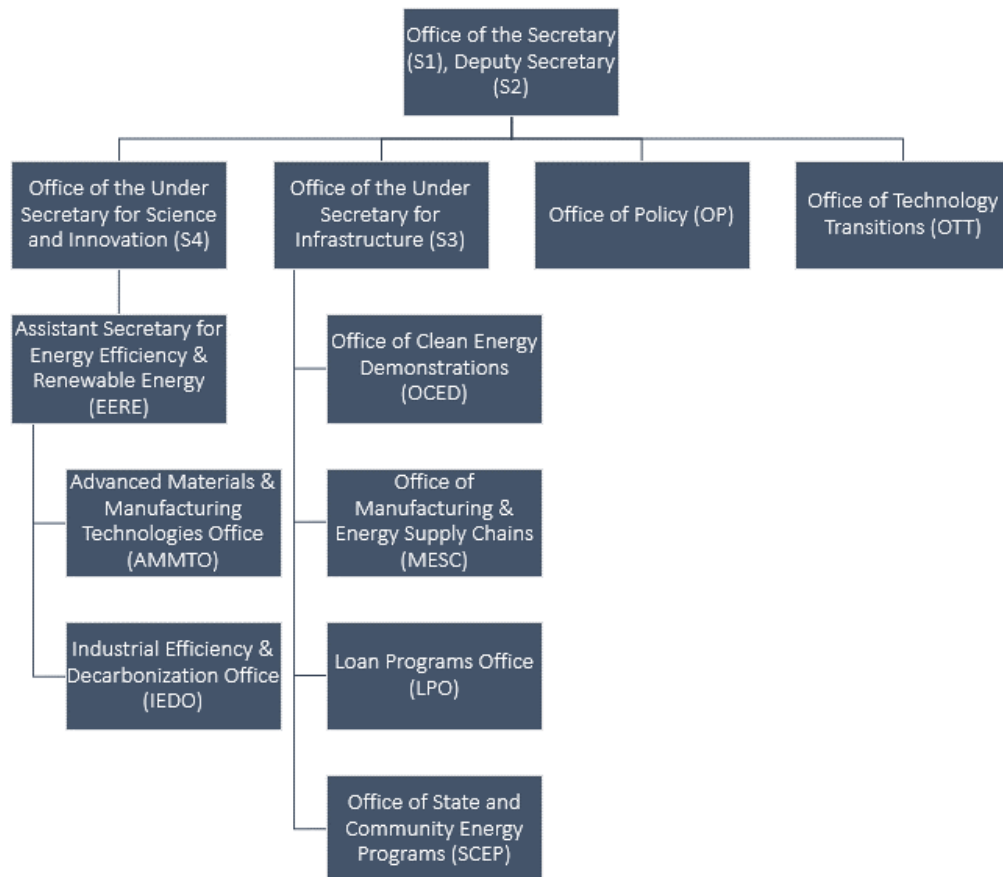 Office of the Secretary
(S1), Deputy Secretary
(S2)
Office of the Under
Secretary for Science
and Innovation (S4)
Office of the Under
Secretary for
Infrastructure (S3)
Office of Policy (OP)
Office of Technology
Transitions (OTT)
Assistant Secretary for
Energy Efficiency &
Renewable Energy
(EERE)
Office of Clean Energy
Demonstrations
(OCED)
Advanced Materials &
Manufacturing
Technologies Office
(AMMTO)
Office of
Manufacturing &
Energy Supply Chains
(MESC)
Industrial Efficiency &
Decarbonization Office
(IEDO)
Loan Programs Office
(LPO)
Office of State and
Community Energy
Programs (SCEP)